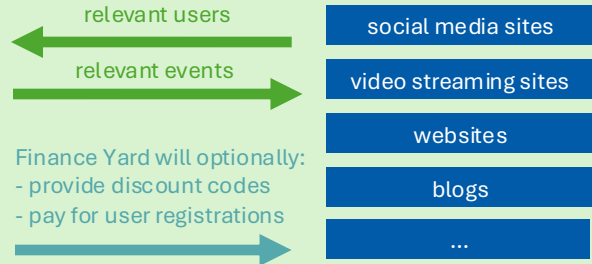 relevant users
relevant events
Finance Yard will optionally:
- provide discount codes
- pay for user registrations
social media sites
video streaming sites
websites
blogs
...